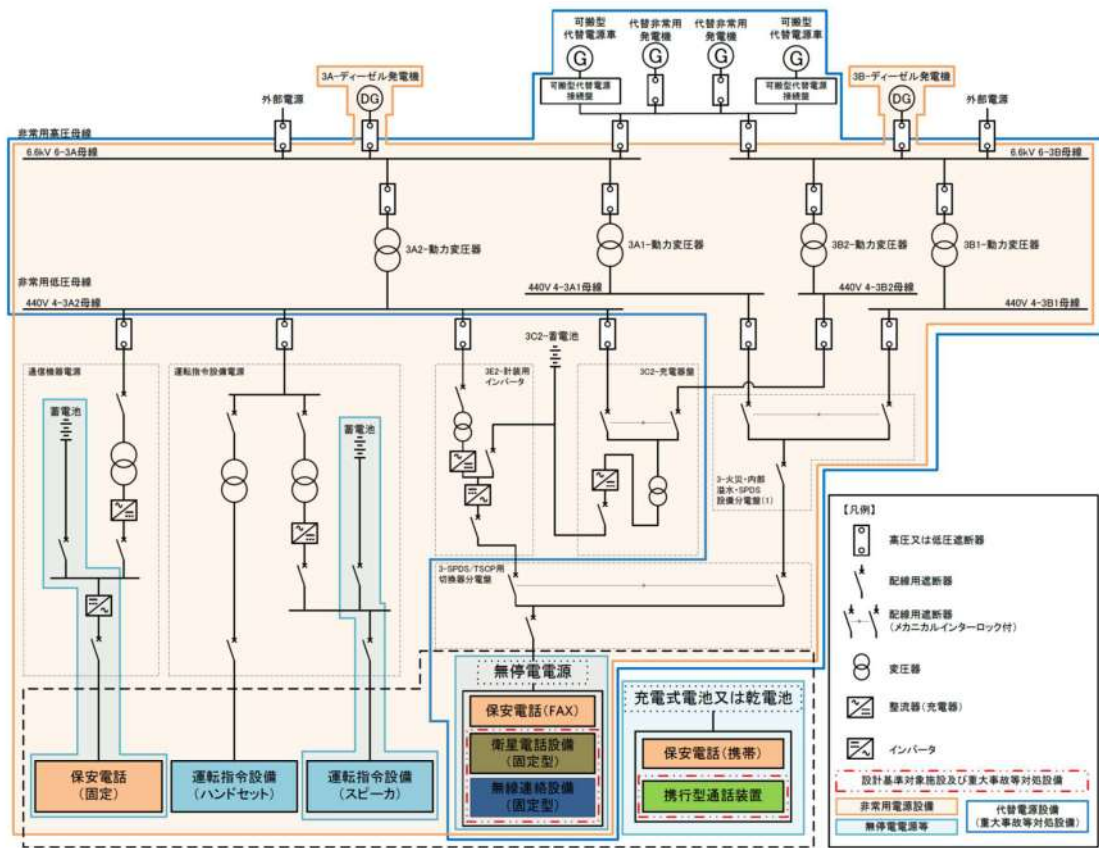 可搬型
代替電源車
代替非常用
発電機
代替非常用
発電機
可搬型
代替電源車
G
G
G
G
3A-ディーゼル発電機
3B-ディーゼル発電機
可搬型代替電源
接続盤
可搬型代替電源
接続盤
外部電源
DG
DG
外部電源
非常用高圧母線
6.6kV 6-3A母線
6.6kV 6-3B母線
3A2-動力変圧器
3A1-動力変圧器
3B2-動力変圧器
3B1-動力変圧器
非常用低圧母線
440V 4-3A1母線
440V 4-3B2母線
440V 4-3A2母線
440V 4-3B1母線
3C2-蓄電池
通信機器電源
運転指令設備電源
3E2-計装用
インバータ
3C2-充電器盤
蓄電池
蓄電池
3-火災・内部
溢水・SPDS
設備分電盤(1)
3-SPDS/TSCP用
切換器分電盤
無停電電源
保安電話(FAX)
衛星電話設備
(固定型)
無線連絡設備
(固定型)
充電式電池又は乾電池
保安電話(携帯)
携行型通話装置
保安電話
(固定)
運転指令設備
(ハンドセット)
運転指令設備
(スピーカ)
【凡例】
高圧又は低圧遮断器
配線用遮断器
配線用遮断器
(メカニカルインターロック付)
変圧器
整流器(充電器)
インバータ
設計基準対象施設及び重大事故等対処設備
非常用電源設備
無停電電源等
代替電源設備
(重大事故等対処設備)